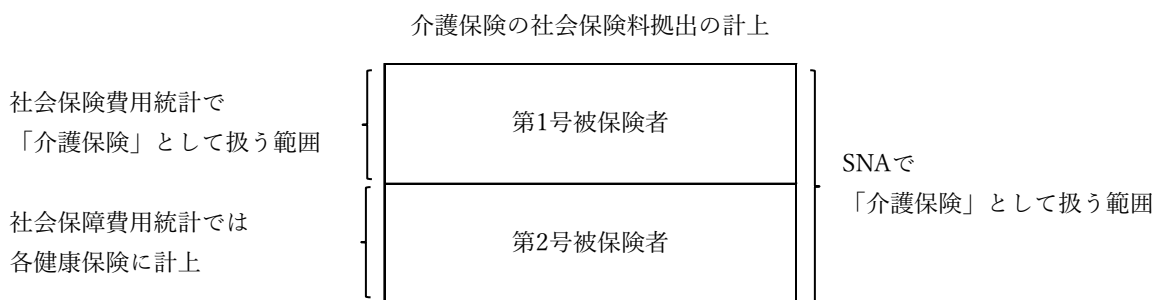 介護保険の社会保険料拠出の計上
社会保険費用統計で
「介護保険」として扱う範囲
第1号被保険者
SNAで
「介護保険」として扱う範囲
社会保障費用統計では
各健康保険に計上
第2号被保険者